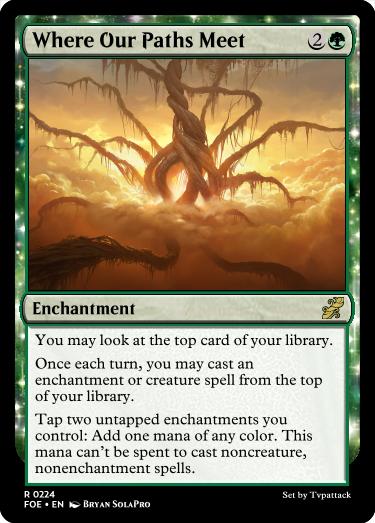 Where Our Paths Meet 2
Enchantment
You may look at the top card of your library.
Once each turn, you may cast an
enchantment or creature spell from the top
of your library.
Tap two untapped enchantments you
control: Add one mana of any color. This
mana can't be spent to cast noncreature,
nonenchantment spells.
R 0224
FOE • EN Bryan SolaPro
Set by Tvpattack